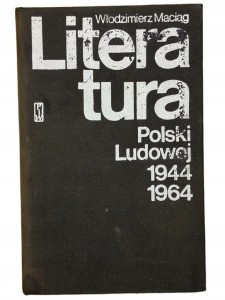 Włodzimierz Maciąg
Litera
tura
Polski
Ludowej
1944
1964